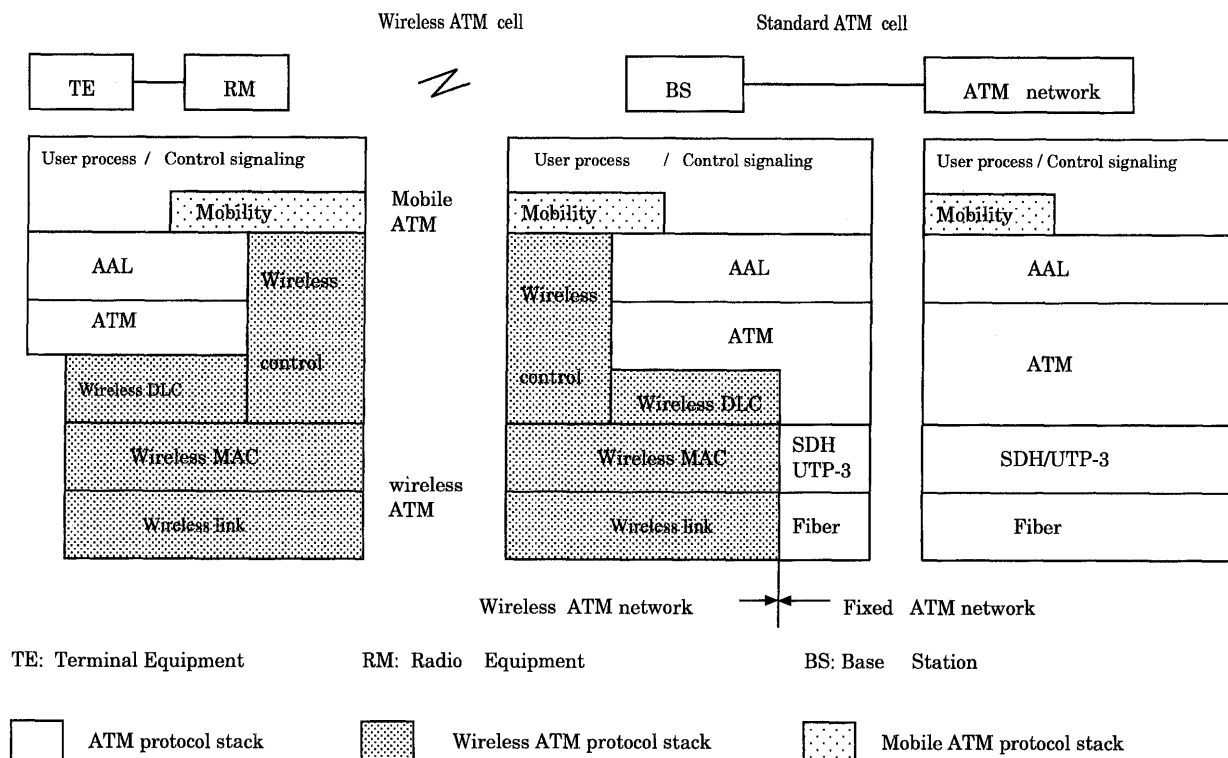 Wireless ATM cell
Standard ATM cell
TE
RM
BS
ATM network
User process / Control signaling
Mobility
AAL
ATM
Wireless
control
Wireless DLC
Wireless MAC
Wireless link
Mobile
ATM
wireless
ATM
User process / Control signaling
Mobility
Wireless
control
AAL
ATM
Wireless DLC
Wireless MAC
SDH
UTP-3
Wireless link
Fiber
User process / Control signaling
Mobility
AAL
ATM
SDH/UTP-3
Fiber
Wireless ATM network
Fixed ATM network
TE: Terminal Equipment
RM: Radio Equipment
BS: Base Station
ATM protocol stack
Wireless ATM protocol stack
Mobile ATM protocol stack